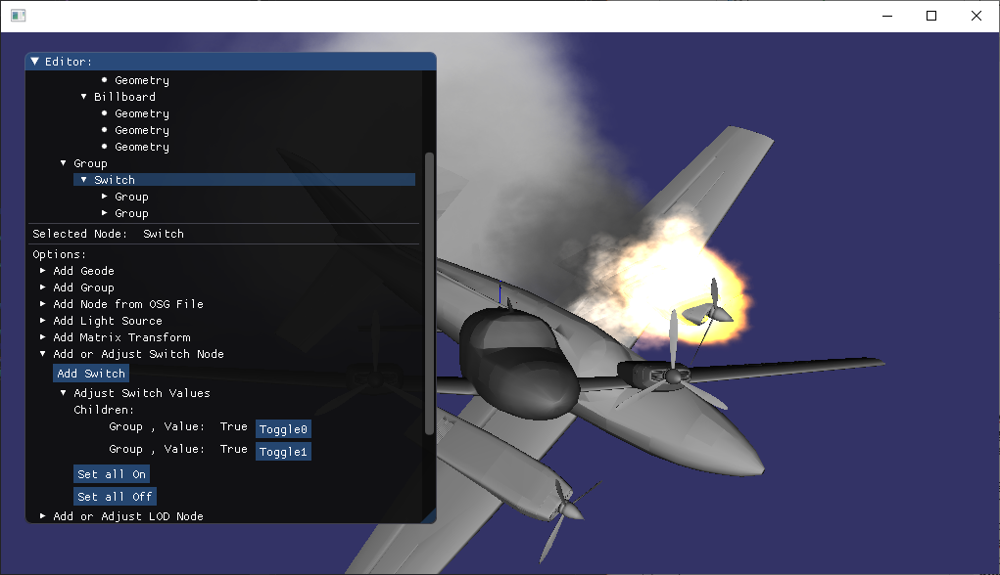 Editor:
Geometry
Billboard
Geometry
Geometry
Geometry
Group
Switch
Group
Group
Selected Node: Switch
Options:
Add Geode
Add Group
Add Node from OSG File
Add Light Source
Add Matrix Transform
Add or Adjust Switch Node
Add Switch
Adjust Switch Values
Children:
Group , Value: True Toggle0
Group , Value: True Toggle1
Set all On
Set all Off
Add or Adjust LOD Node